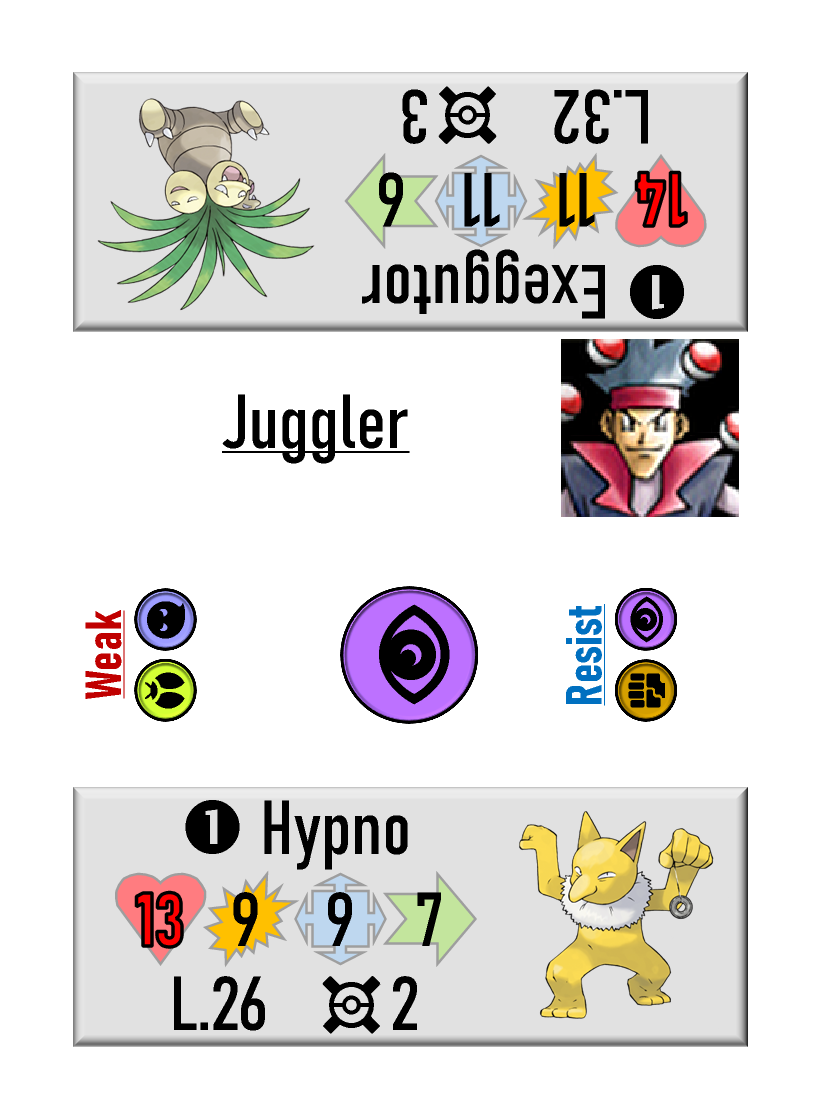 1 Exeggutor
14 11 11 6
L.32 3
Juggler
Weak
Resist
1 Hypno
13 9 9 7
L.26 2